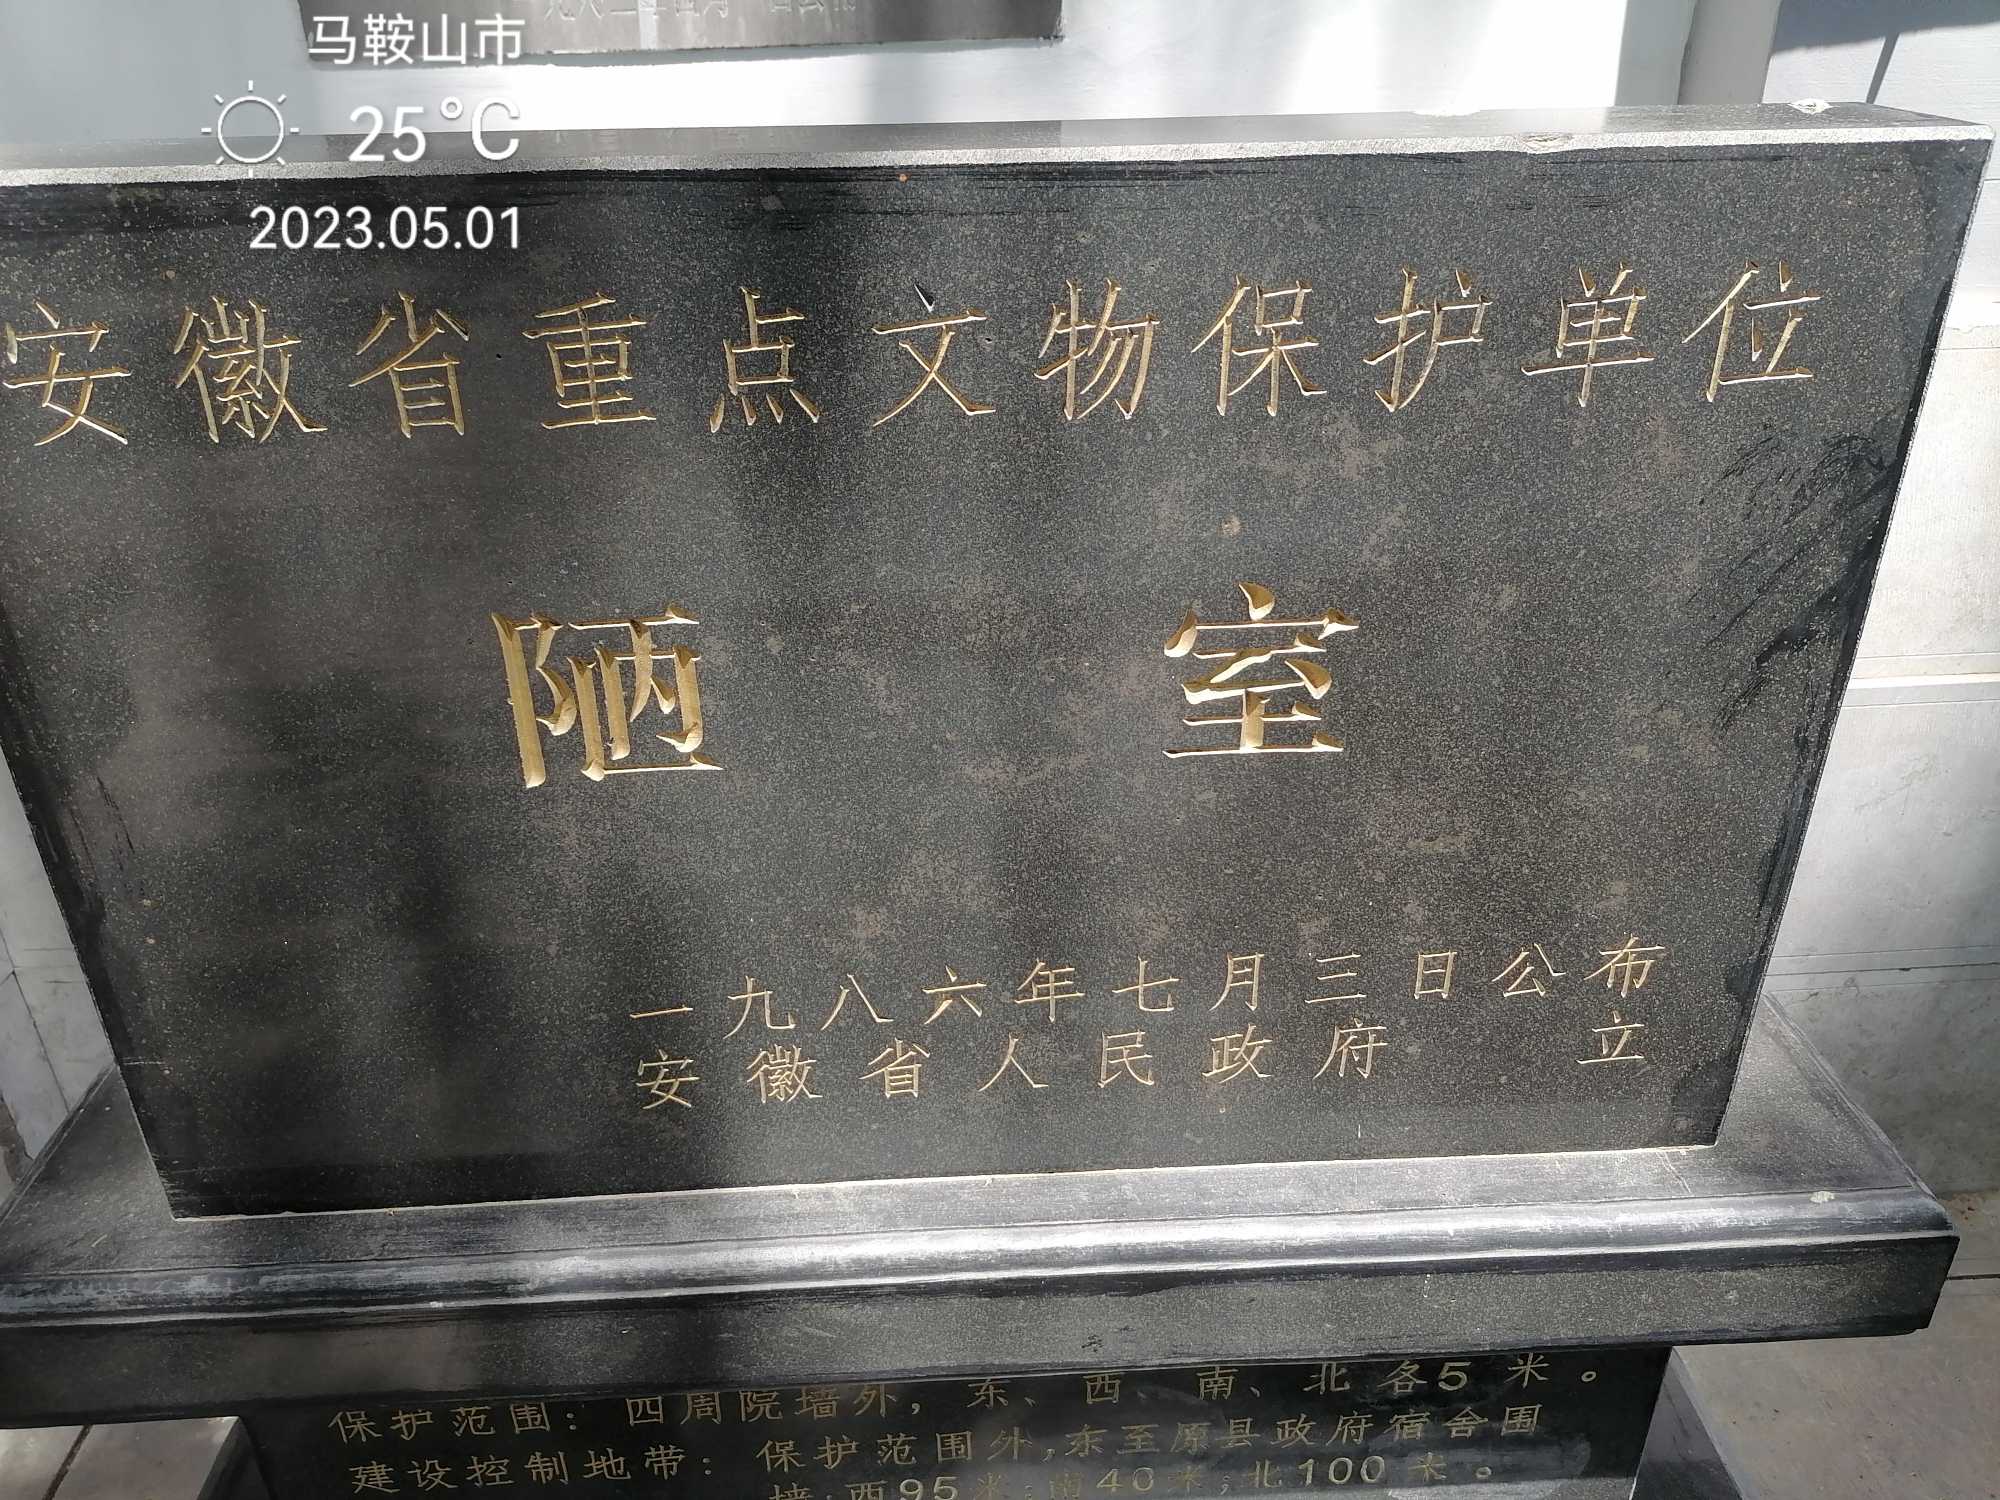 马鞍山市
25°C
2023.05.01
安徽省重点文物保护单位
陋室
一九八六年七月三日公布
安徽省人民政府 立
保护范围：四周院墙外，东、西、南、北各5米。
建设控制地带：保护范围外，东至原县政府宿舍围
墙；西95米；南40米；北100米。